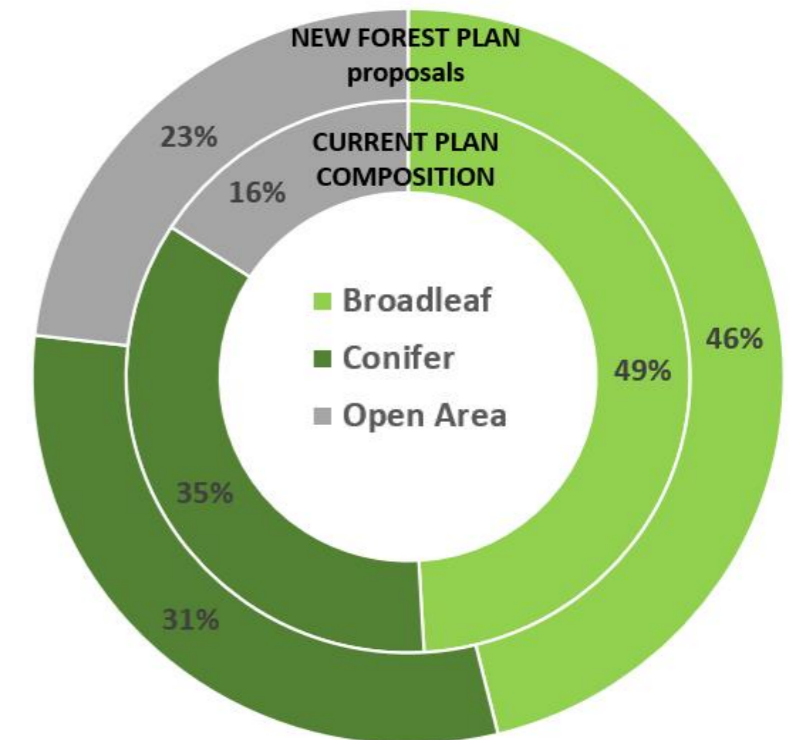 NEW FOREST PLAN
proposals
23%
CURRENT PLAN
COMPOSITION
16%
Broadleaf
46%
Conifer
49%
Open Area
35%
31%